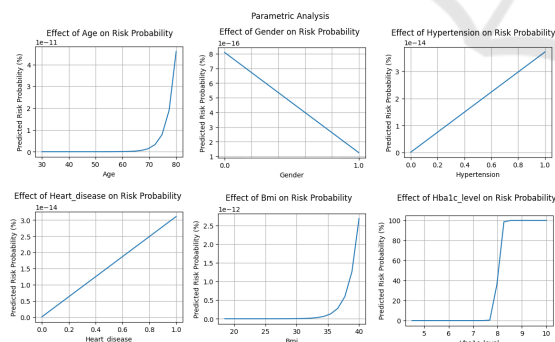 Parametric Analysis
Effect of Age on Risk Probability
Effect of Gender on Risk Probability
Effect of Hypertension on Risk Probability
1e−11
1e−16
1e−14
Predicted Risk Probability (%)
4
3
2
1
0
30 40 50 60 70 80
Age
Predicted Risk Probability (%)
8
7
6
5
4
3
2
1
0.0 1.0
Gender
Predicted Risk Probability (%)
3
2
1
0
0.0 0.2 0.4 0.6 0.8 1.0
Hypertension
Effect of Heart_disease on Risk Probability
Effect of Bmi on Risk Probability
Effect of Hba1c_level on Risk Probability
1e−14
1e−12
Predicted Risk Probability (%)
3.0
2.5
2.0
1.5
1.0
0.5
0.0
0.0 0.2 0.4 0.6 0.8 1.0
Heart_disease
Predicted Risk Probability (%)
2.5
2.0
1.5
1.0
0.5
0.0
20 25 30 35 40
Bmi
Predicted Risk Probability (%)
100
80
60
40
20
0
5 6 7 8 9 10